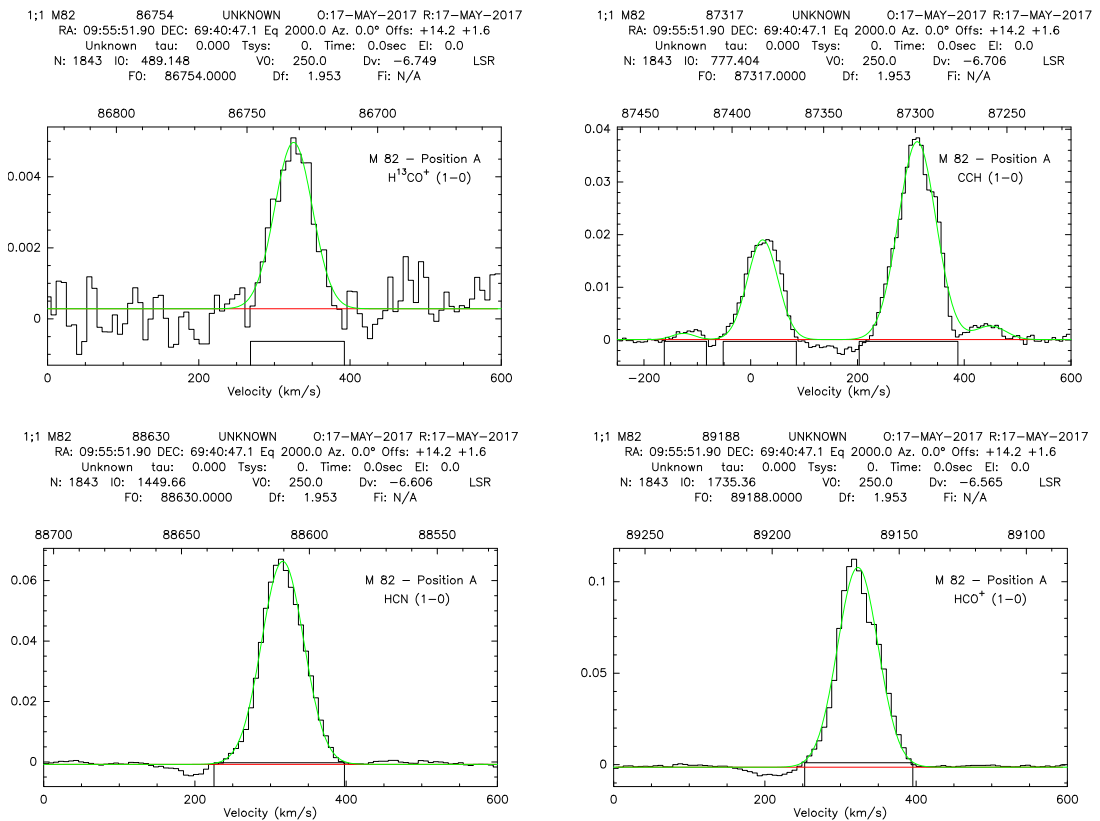 1;1 M82 86754 UNKNOWN O:17-MAY-2017 R:17-MAY-2017
RA: 09:55:51.90 DEC: 69:40:47.1 Eq 2000.0 Az. 0.0° Offs: +14.2 +1.6
Unknown tau: 0.000 Tsys: 0. Time: 0.0sec El: 0.0
N: 1843 I0: 489.148 V0: 250.0 Dv: -6.749 LSR
F0: 86754.0000 Df: 1.953 Fi: N/A
86800 86750 86700
M 82 - Position A
H¹³CO⁺ (1-0)
0.004
0.002
0
0 200 400 600
Velocity (km/s)
1;1 M82 87317 UNKNOWN O:17-MAY-2017 R:17-MAY-2017
RA: 09:55:51.90 DEC: 69:40:47.1 Eq 2000.0 Az. 0.0° Offs: +14.2 +1.6
Unknown tau: 0.000 Tsys: 0. Time: 0.0sec El: 0.0
N: 1843 I0: 777.404 V0: 250.0 Dv: -6.706 LSR
F0: 87317.0000 Df: 1.953 Fi: N/A
87450 87400 87350 87300 87250
0.04
M 82 - Position A
CCH (1-0)
0.03
0.02
0.01
0
-200 0 200 400 600
Velocity (km/s)
1;1 M82 88630 UNKNOWN O:17-MAY-2017 R:17-MAY-2017
RA: 09:55:51.90 DEC: 69:40:47.1 Eq 2000.0 Az. 0.0° Offs: +14.2 +1.6
Unknown tau: 0.000 Tsys: 0. Time: 0.0sec El: 0.0
N: 1843 I0: 1449.66 V0: 250.0 Dv: -6.606 LSR
F0: 88630.0000 Df: 1.953 Fi: N/A
88700 88650 88600 88550
M 82 - Position A
HCN (1-0)
0.06
0.04
0.02
0
0 200 400 600
Velocity (km/s)
1;1 M82 89188 UNKNOWN O:17-MAY-2017 R:17-MAY-2017
RA: 09:55:51.90 DEC: 69:40:47.1 Eq 2000.0 Az. 0.0° Offs: +14.2 +1.6
Unknown tau: 0.000 Tsys: 0. Time: 0.0sec El: 0.0
N: 1843 I0: 1735.36 V0: 250.0 Dv: -6.565 LSR
F0: 89188.0000 Df: 1.953 Fi: N/A
89250 89200 89150 89100
M 82 - Position A
HCO⁺ (1-0)
0.1
0.05
0
0 200 400 600
Velocity (km/s)